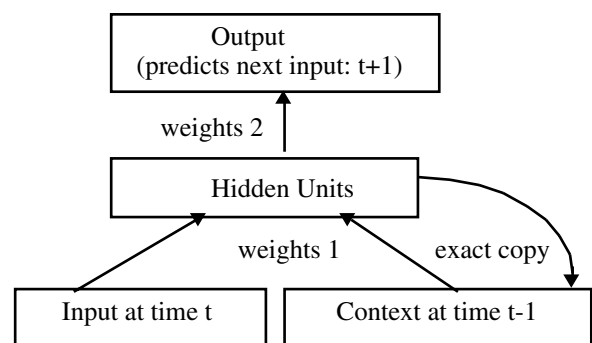 Output
(predicts next input: t+1)
weights 2
Hidden Units
weights 1
exact copy
Input at time t
Context at time t-1